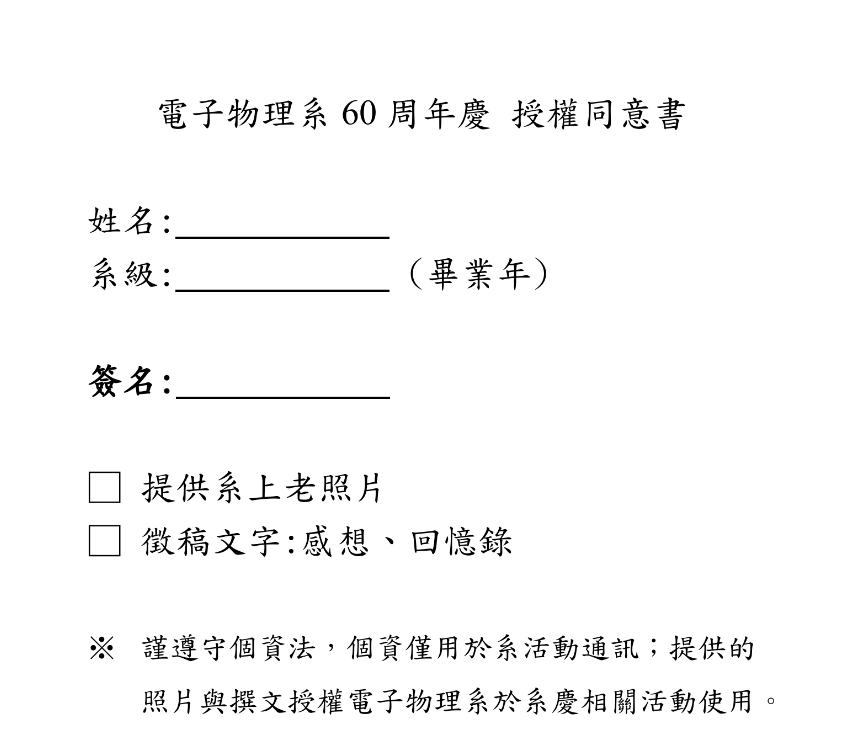 電子物理系 60 周年慶 授權同意書
姓名:____________
系級:____________（畢業年）
簽名:____________
□ 提供系上老照片
□ 徵稿文字:感想、回憶錄
※ 謹遵守個資法，個資僅用於系活動通訊；提供的
照片與撰文授權電子物理系於系慶相關活動使用。